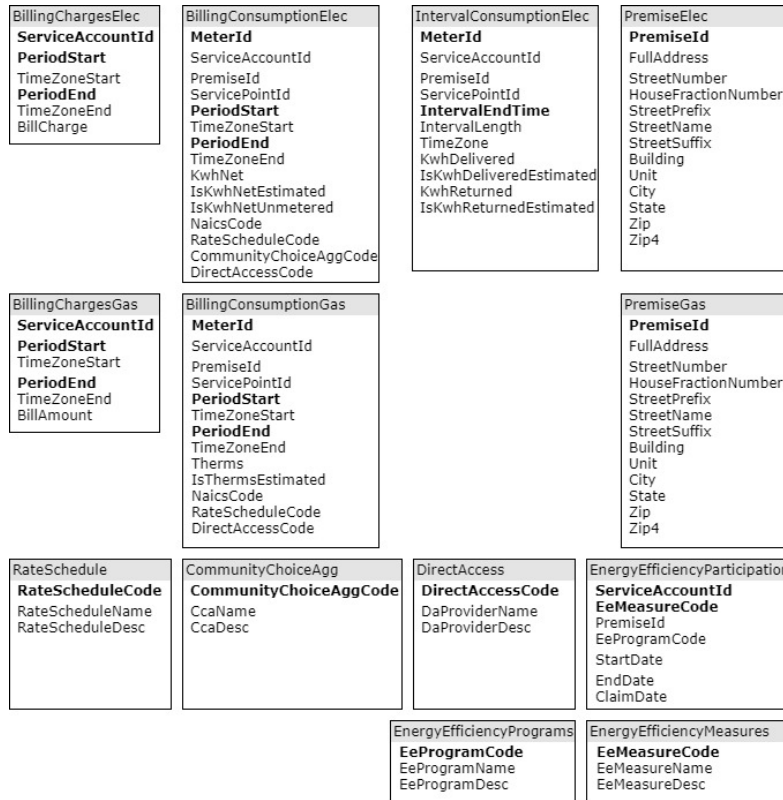 BillingChargesElec
ServiceAccountId
PeriodStart
TimeZoneStart
PeriodEnd
TimeZoneEnd
BillCharge
BillingConsumptionElec
MeterId
ServiceAccountId
PremiseId
ServicePointId
PeriodStart
TimeZoneStart
PeriodEnd
TimeZoneEnd
KwhNet
IsKwhNetEstimated
IsKwhNetUnmetered
NaicsCode
RateScheduleCode
CommunityChoiceAggCode
DirectAccessCode
IntervalConsumptionElec
MeterId
ServiceAccountId
PremiseId
ServicePointId
IntervalEndTime
IntervalLength
TimeZone
KwhDelivered
IsKwhDeliveredEstimated
KwhReturned
IsKwhReturnedEstimated
PremiseElec
PremiseId
FullAddress
StreetNumber
HouseFractionNumber
StreetPrefix
StreetName
StreetSuffix
Building
Unit
City
State
Zip
Zip4
BillingChargesGas
ServiceAccountId
PeriodStart
TimeZoneStart
PeriodEnd
TimeZoneEnd
BillAmount
BillingConsumptionGas
MeterId
ServiceAccountId
PremiseId
ServicePointId
PeriodStart
TimeZoneStart
PeriodEnd
TimeZoneEnd
Therms
IsThermsEstimated
NaicsCode
RateScheduleCode
DirectAccessCode
PremiseGas
PremiseId
FullAddress
StreetNumber
HouseFractionNumber
StreetPrefix
StreetName
StreetSuffix
Building
Unit
City
State
Zip
Zip4
RateSchedule
RateScheduleCode
RateScheduleName
RateScheduleDesc
CommunityChoiceAgg
CommunityChoiceAggCode
CcaName
CcaDesc
DirectAccess
DirectAccessCode
DaProviderName
DaProviderDesc
EnergyEfficiencyParticipation
ServiceAccountId
EeMeasureCode
PremiseId
EeProgramCode
StartDate
EndDate
ClaimDate
EnergyEfficiencyPrograms
EeProgramCode
EeProgramName
EeProgramDesc
EnergyEfficiencyMeasures
EeMeasureCode
EeMeasureName
EeMeasureDesc